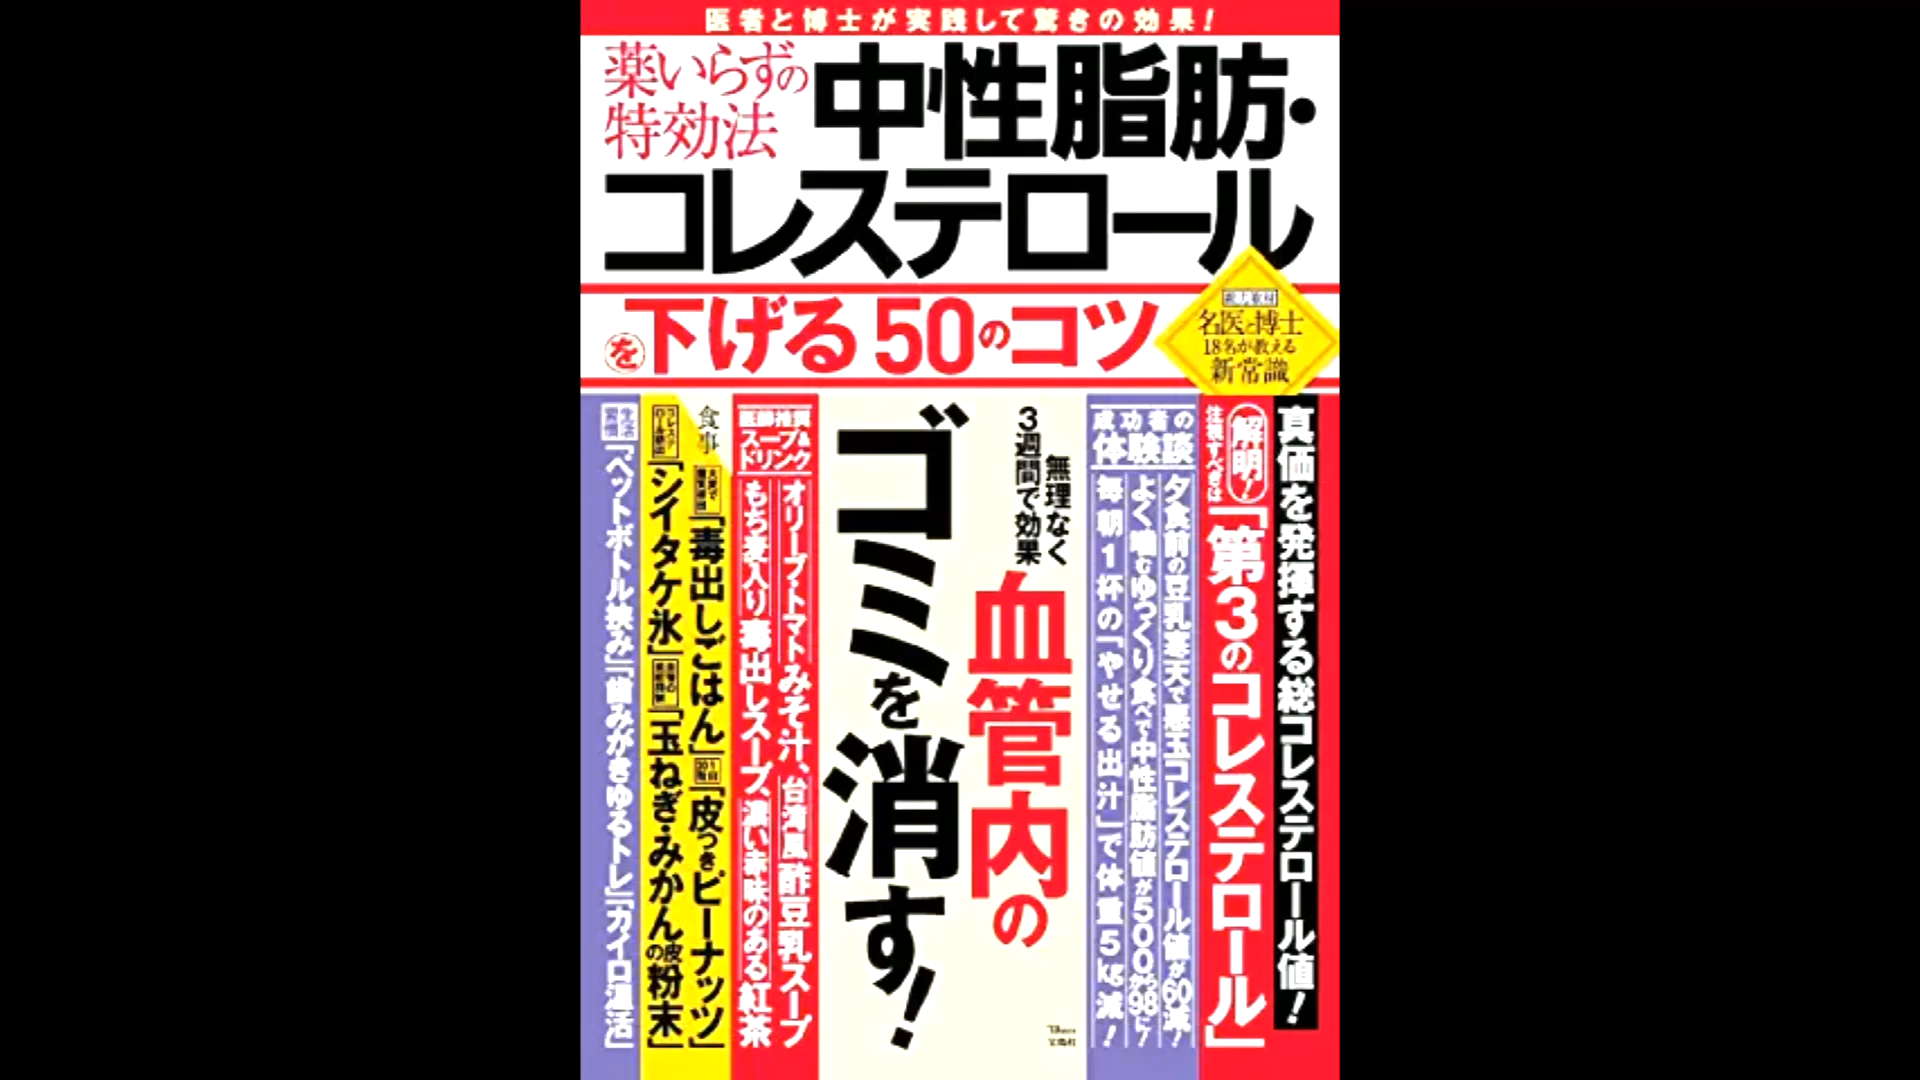 医者と博士が実践して驚きの効果!
薬いらずの
特効法
中性脂肪・
コレステロール
を下げる50のコツ
名医と博士
18名が教える
新常識
真価を発揮する総コレステロール値!
解明!
注視すべきは
「第3のコレステロール」
成功者の
体験談
夕食前の豆乳寒天で悪玉コレステロール値が60減!
よく噛むゆっくり食べで中性脂肪値が500から98に!
毎朝1杯の「やせる出汁」で体重5kg減!
無理なく
3週間で効果
血管内の
ゴミを消す!
医師推奨
スープ&
ドリンク
オリーブ・トマトみそ汁、台湾風酢豆乳スープ
もち麦入り毒出しスープ、濃い赤味のある紅茶
食事
「毒出しごはん」
「皮つきピーナッツ」
「シイタケ氷」
「玉ねぎ・みかんの皮粉末」
生活
習慣
「ペットボトル挟み」「歯みがきゆるトレ」「カイロ温活」
宝島社